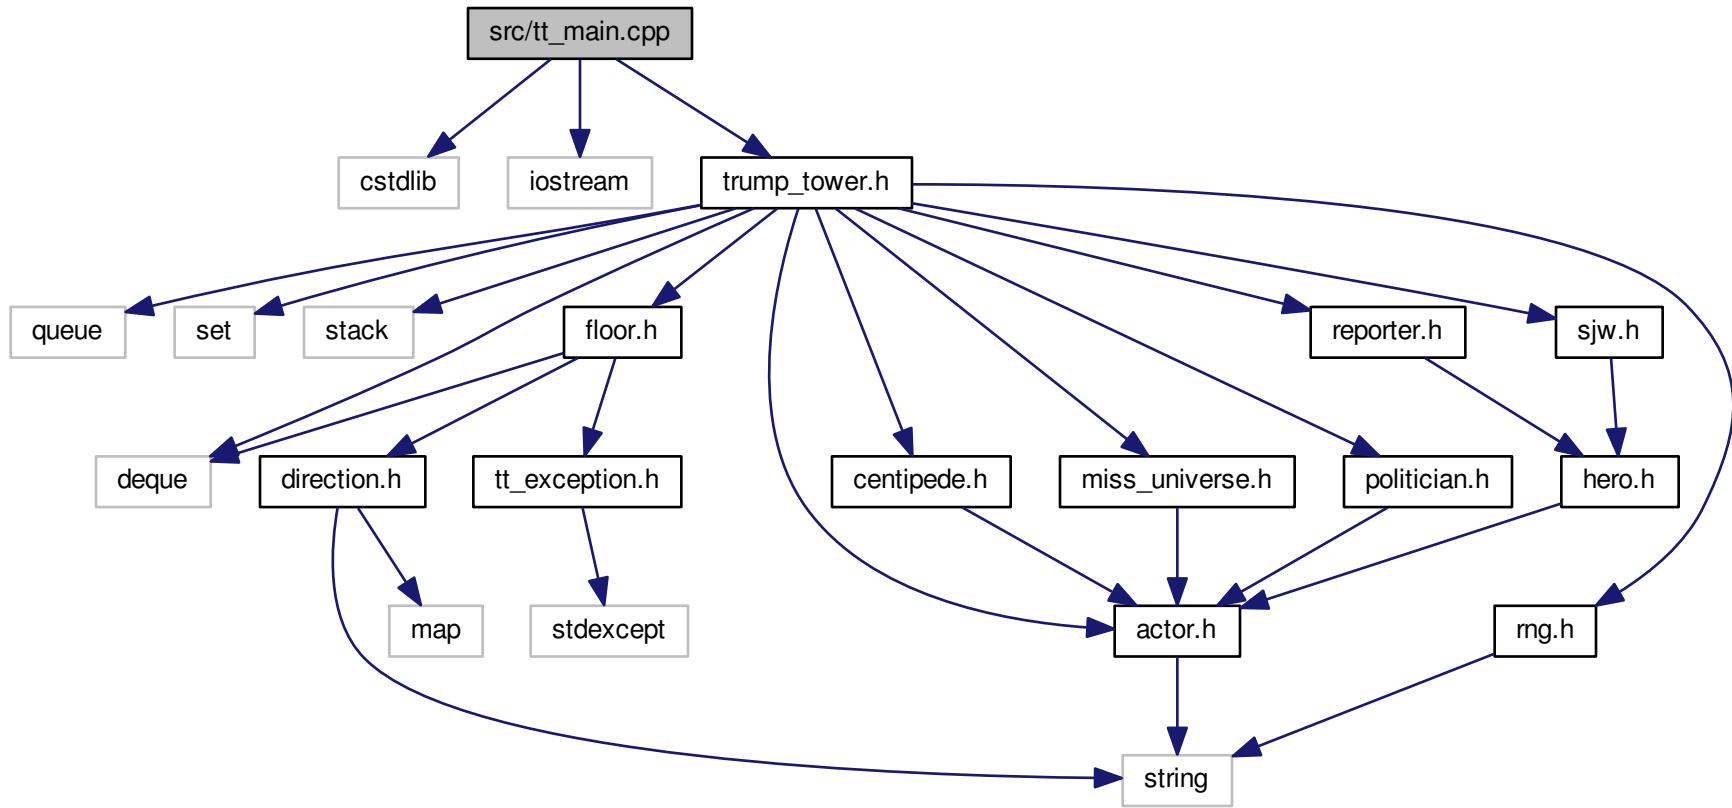 src/tt_main.cpp
cstdlib
iostream
trump_tower.h
queue
set
stack
floor.h
reporter.h
sjw.h
deque
direction.h
tt_exception.h
centipede.h
miss_universe.h
politician.h
hero.h
map
stdexcept
actor.h
rng.h
string